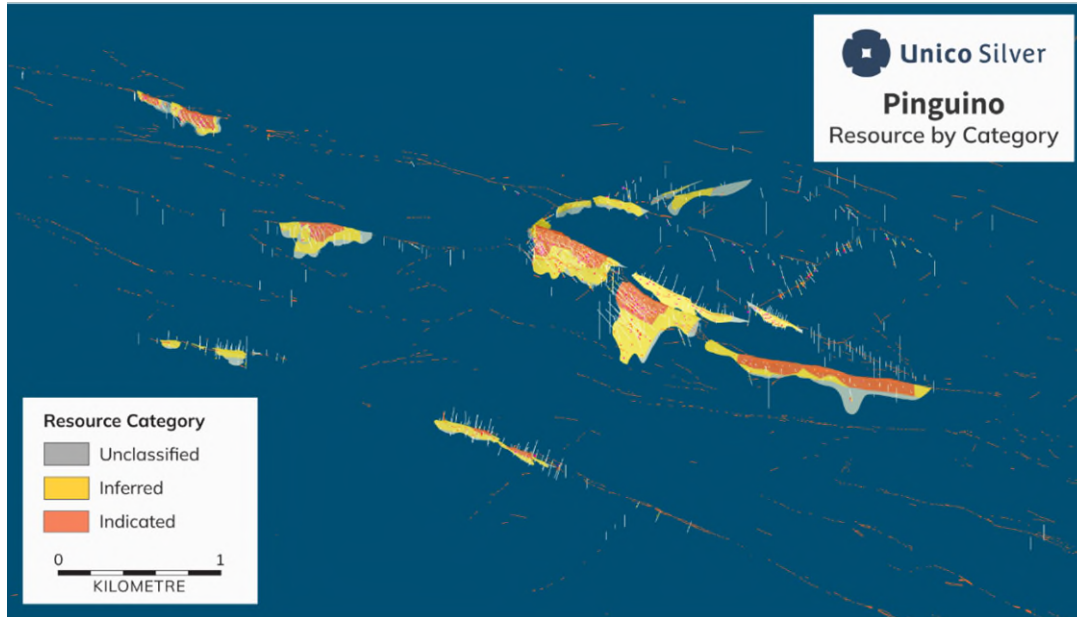 Unico Silver
Pinguino
Resource by Category
Resource Category
Unclassified
Inferred
Indicated
0 1
KILOMETRE